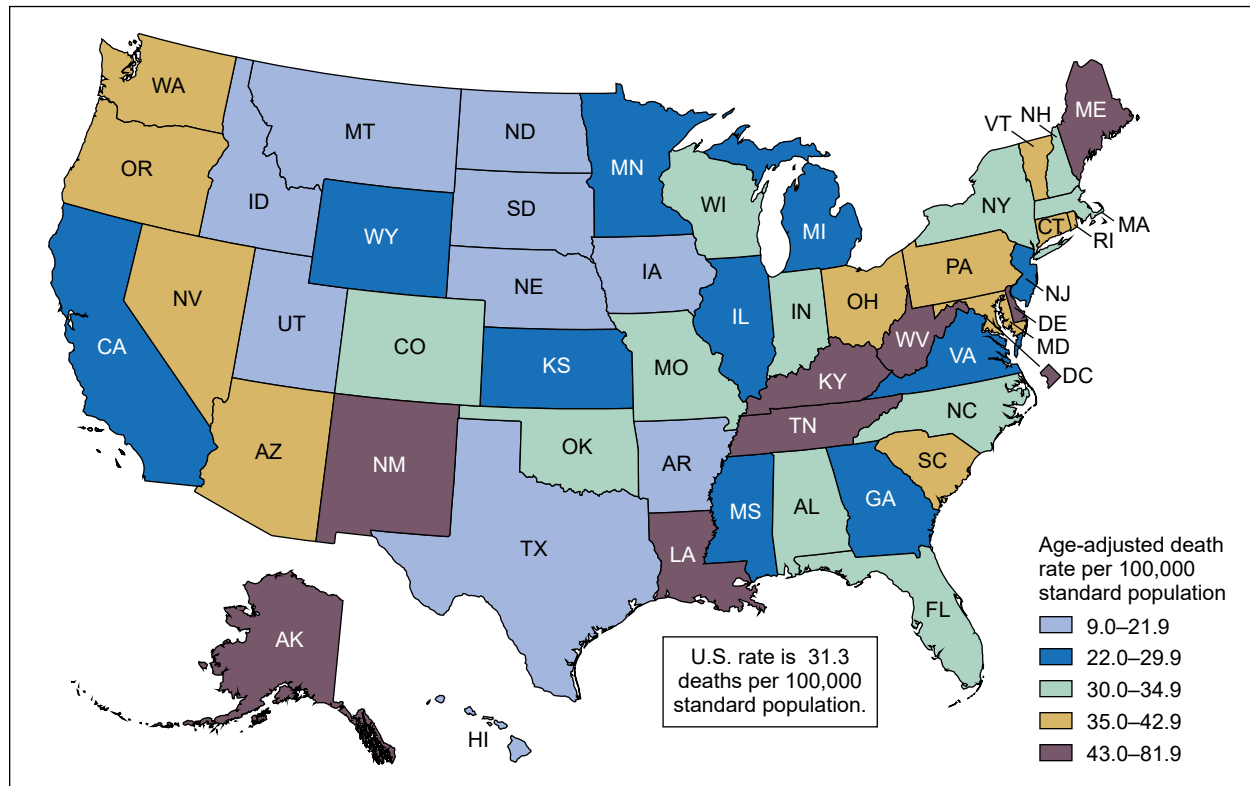 WA
MT
ND
MN
OR
ID
SD
WY
WI
MI
NH
VT
ME
NY
MA
CT
RI
NV
UT
NE
IA
PA
NJ
CA
CO
KS
IL
IN
OH
DE
MD
DC
WV
VA
MO
KY
NC
TN
AZ
NM
OK
AR
SC
MS
AL
GA
TX
LA
FL
AK
HI
U.S. rate is 31.3
deaths per 100,000
standard population.
Age-adjusted death
rate per 100,000
standard population
9.0–21.9
22.0–29.9
30.0–34.9
35.0–42.9
43.0–81.9